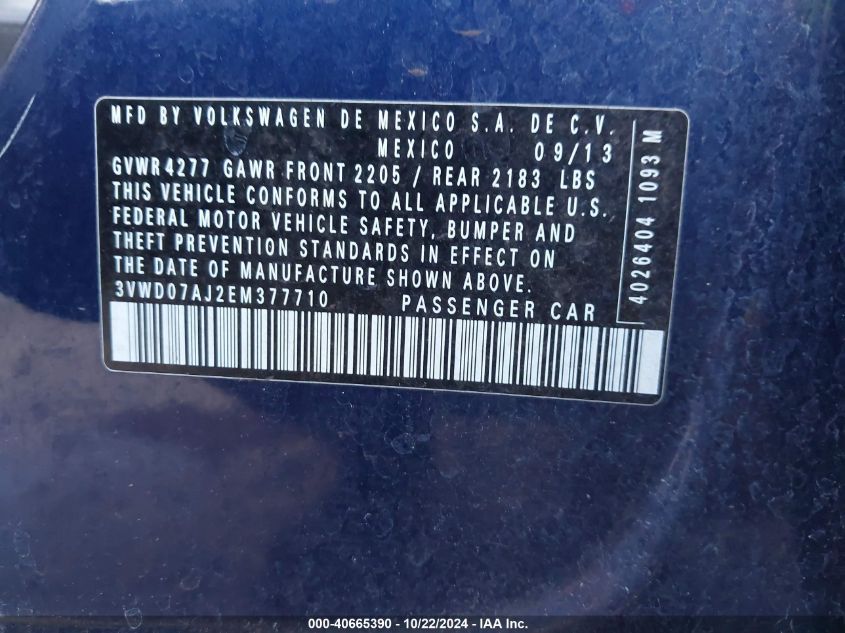 MFD BY VOLKSWAGEN DE MEXICO S.A. DE C.V.
MEXICO 09/13
GVWR 4277 GAWR FRONT 2205 / REAR 2183 LBS
THIS VEHICLE CONFORMS TO ALL APPLICABLE U.S.
FEDERAL MOTOR VEHICLE SAFETY, BUMPER AND
THEFT PREVENTION STANDARDS IN EFFECT ON
THE DATE OF MANUFACTURE SHOWN ABOVE.
3VWD07AJ2EM377710 PASSENGER CAR
4026404 1093 M
000-40665390 - 10/22/2024 - IAA Inc.